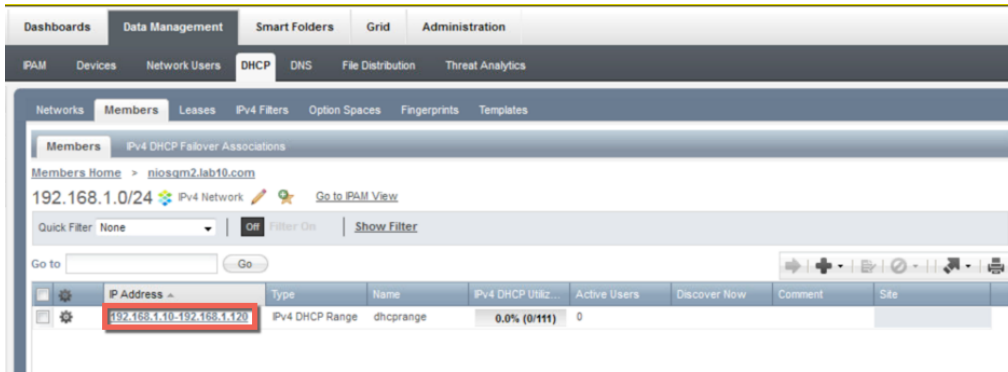 Dashboards Data Management Smart Folders Grid Administration
IPAM Devices Network Users DHCP DNS File Distribution Threat Analytics
Networks Members Leases IPv4 Filters Option Spaces Fingerprints Templates
Members IPv4 DHCP Failover Associations
Members Home > niosgm2.lab10.com
192.168.1.0/24 IPv4 Network Go to IPAM View
Quick Filter None Off Filter On Show Filter
Go to Go
IP Address Type Name IPv4 DHCP Utiliz... Active Users Discover Now Comment Site
192.168.1.10-192.168.1.120 IPv4 DHCP Range dhcprange 0.0% (0/111) 0